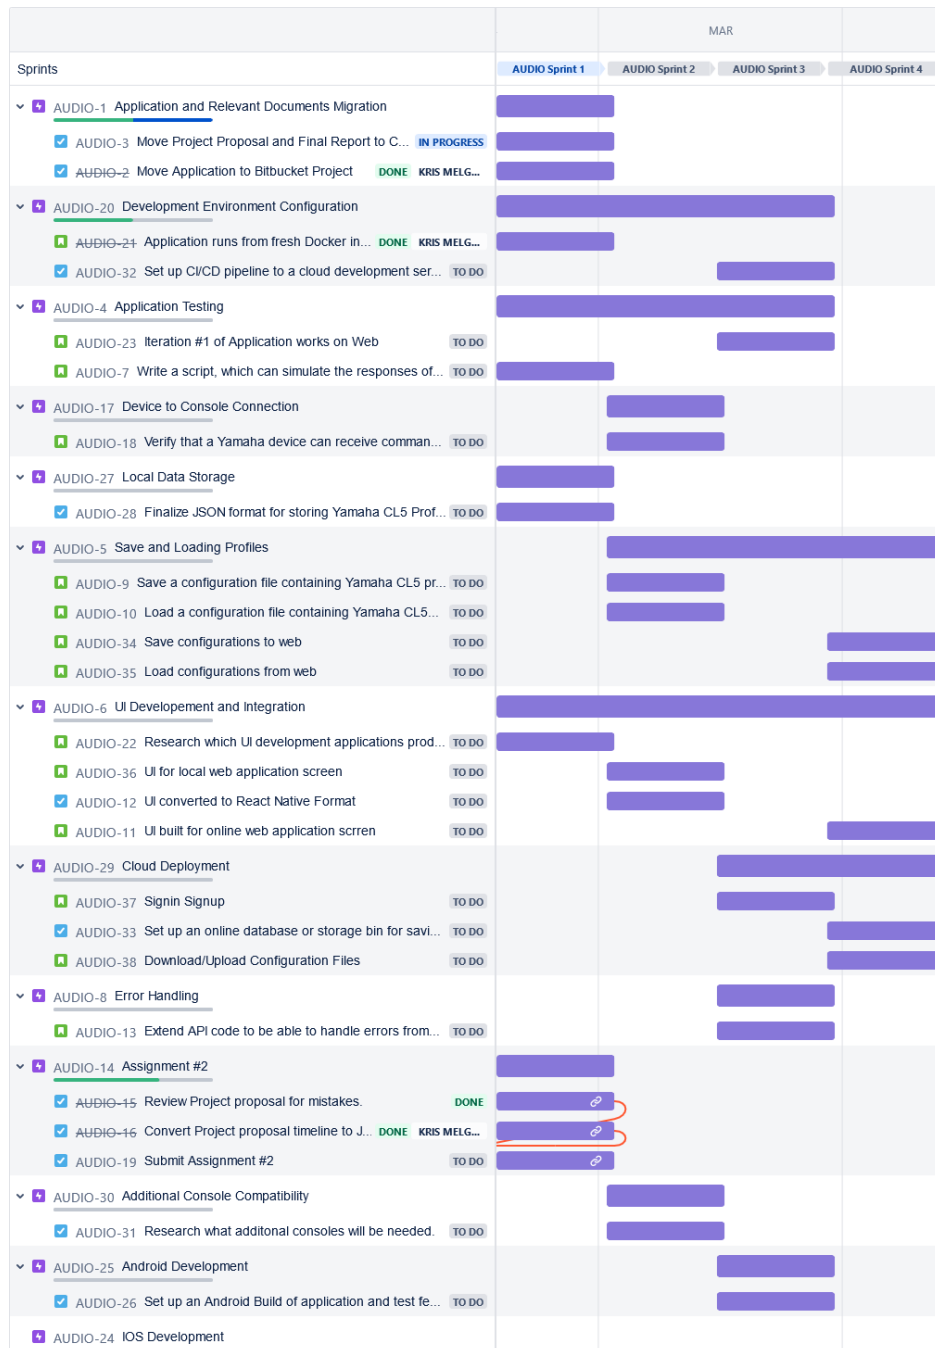 MAR
Sprints
AUDIO Sprint 1
AUDIO Sprint 2
AUDIO Sprint 3
AUDIO Sprint 4
AUDIO-1 Application and Relevant Documents Migration
AUDIO-3 Move Project Proposal and Final Report to C... IN PROGRESS
AUDIO-2 Move Application to Bitbucket Project DONE KRIS MELG...
AUDIO-20 Development Environment Configuration
AUDIO-21 Application runs from fresh Docker in... DONE KRIS MELG...
AUDIO-32 Set up CI/CD pipeline to a cloud development ser... TO DO
AUDIO-4 Application Testing
AUDIO-23 Iteration #1 of Application works on Web TO DO
AUDIO-7 Write a script, which can simulate the responses of... TO DO
AUDIO-17 Device to Console Connection
AUDIO-18 Verify that a Yamaha device can receive comman... TO DO
AUDIO-27 Local Data Storage
AUDIO-28 Finalize JSON format for storing Yamaha CL5 Prof... TO DO
AUDIO-5 Save and Loading Profiles
AUDIO-9 Save a configuration file containing Yamaha CL5 pr... TO DO
AUDIO-10 Load a configuration file containing Yamaha CL5... TO DO
AUDIO-34 Save configurations to web TO DO
AUDIO-35 Load configurations from web TO DO
AUDIO-6 UI Developement and Integration
AUDIO-22 Research which UI development applications prod... TO DO
AUDIO-36 UI for local web application screen TO DO
AUDIO-12 UI converted to React Native Format TO DO
AUDIO-11 UI built for online web application scrren TO DO
AUDIO-29 Cloud Deployment
AUDIO-37 Signin Signup TO DO
AUDIO-33 Set up an online database or storage bin for savi... TO DO
AUDIO-38 Download/Upload Configuration Files TO DO
AUDIO-8 Error Handling
AUDIO-13 Extend API code to be able to handle errors from... TO DO
AUDIO-14 Assignment #2
AUDIO-15 Review Project proposal for mistakes. DONE
AUDIO-16 Convert Project proposal timeline to J... DONE KRIS MELG...
AUDIO-19 Submit Assignment #2 TO DO
AUDIO-30 Additional Console Compatibility
AUDIO-31 Research what additonal consoles will be needed. TO DO
AUDIO-25 Android Development
AUDIO-26 Set up an Android Build of application and test fe... TO DO
AUDIO-24 IOS Development